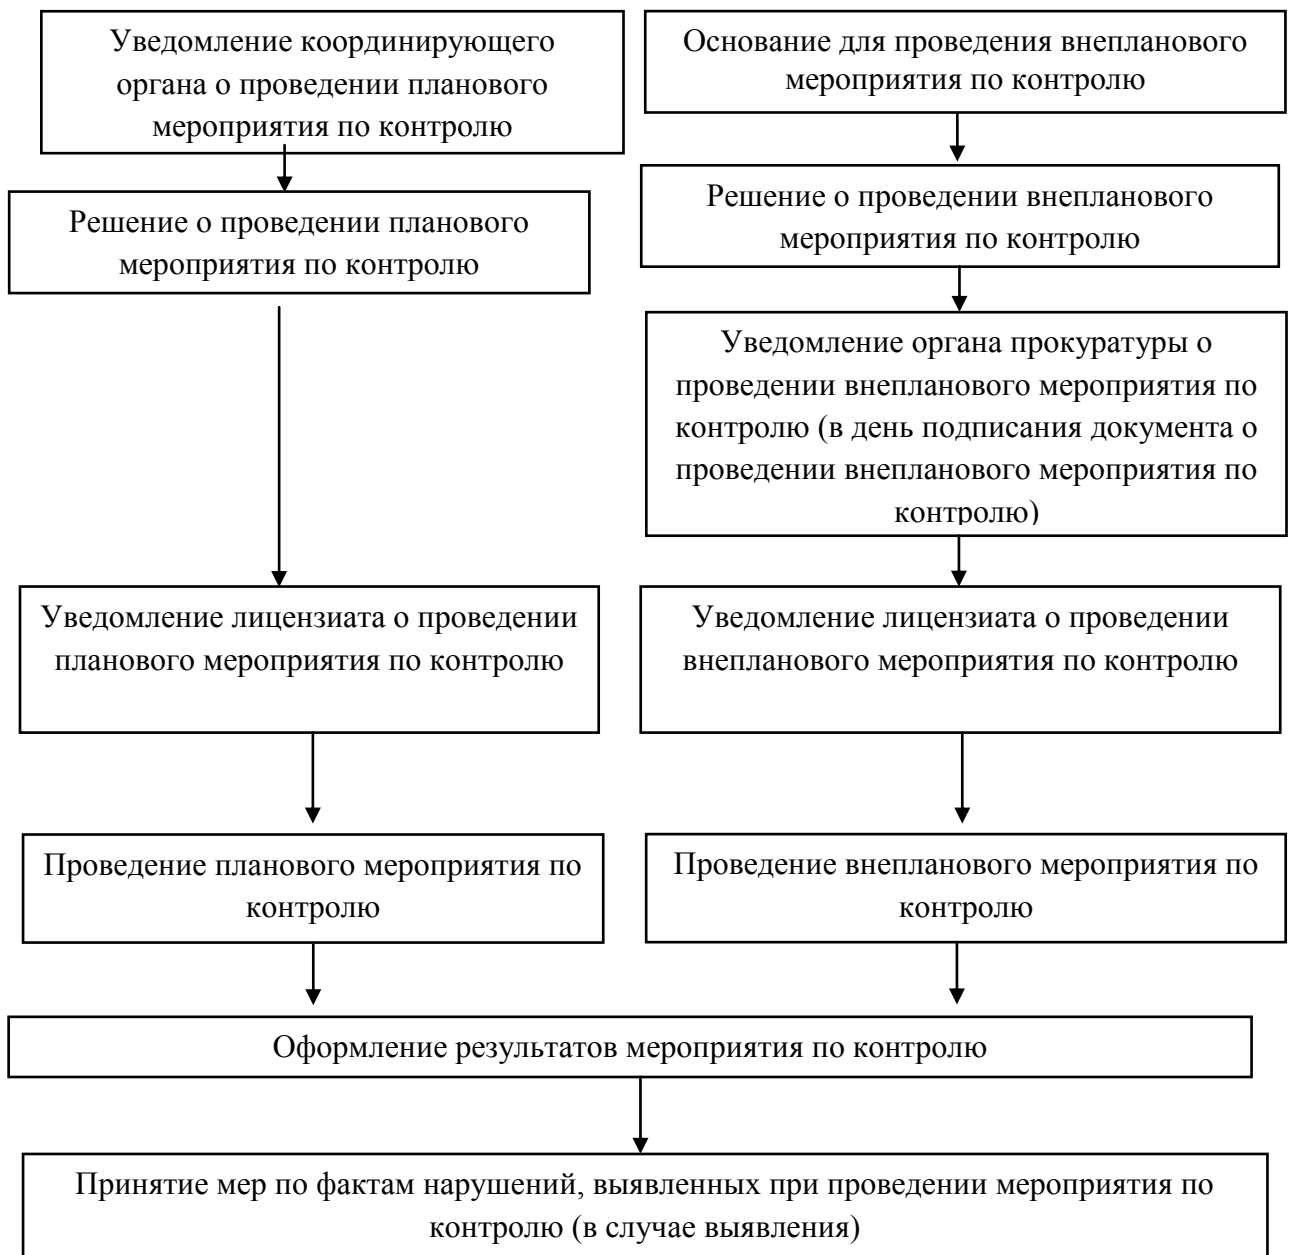 Уведомление координирующего
органа о проведении планового
мероприятия по контролю
Основание для проведения внепланового
мероприятия по контролю
Решение о проведении планового
мероприятия по контролю
Решение о проведении внепланового
мероприятия по контролю
Уведомление органа прокуратуры о
проведении внепланового мероприятия по
контролю (в день подписания документа о
проведении внепланового мероприятия по
контролю)
Уведомление лицензиата о проведении
планового мероприятия по контролю
Уведомление лицензиата о проведении
внепланового мероприятия по контролю
Проведение планового мероприятия по
контролю
Проведение внепланового мероприятия по
контролю
Оформление результатов мероприятия по контролю
Принятие мер по фактам нарушений, выявленных при проведении мероприятия по
контролю (в случае выявления)